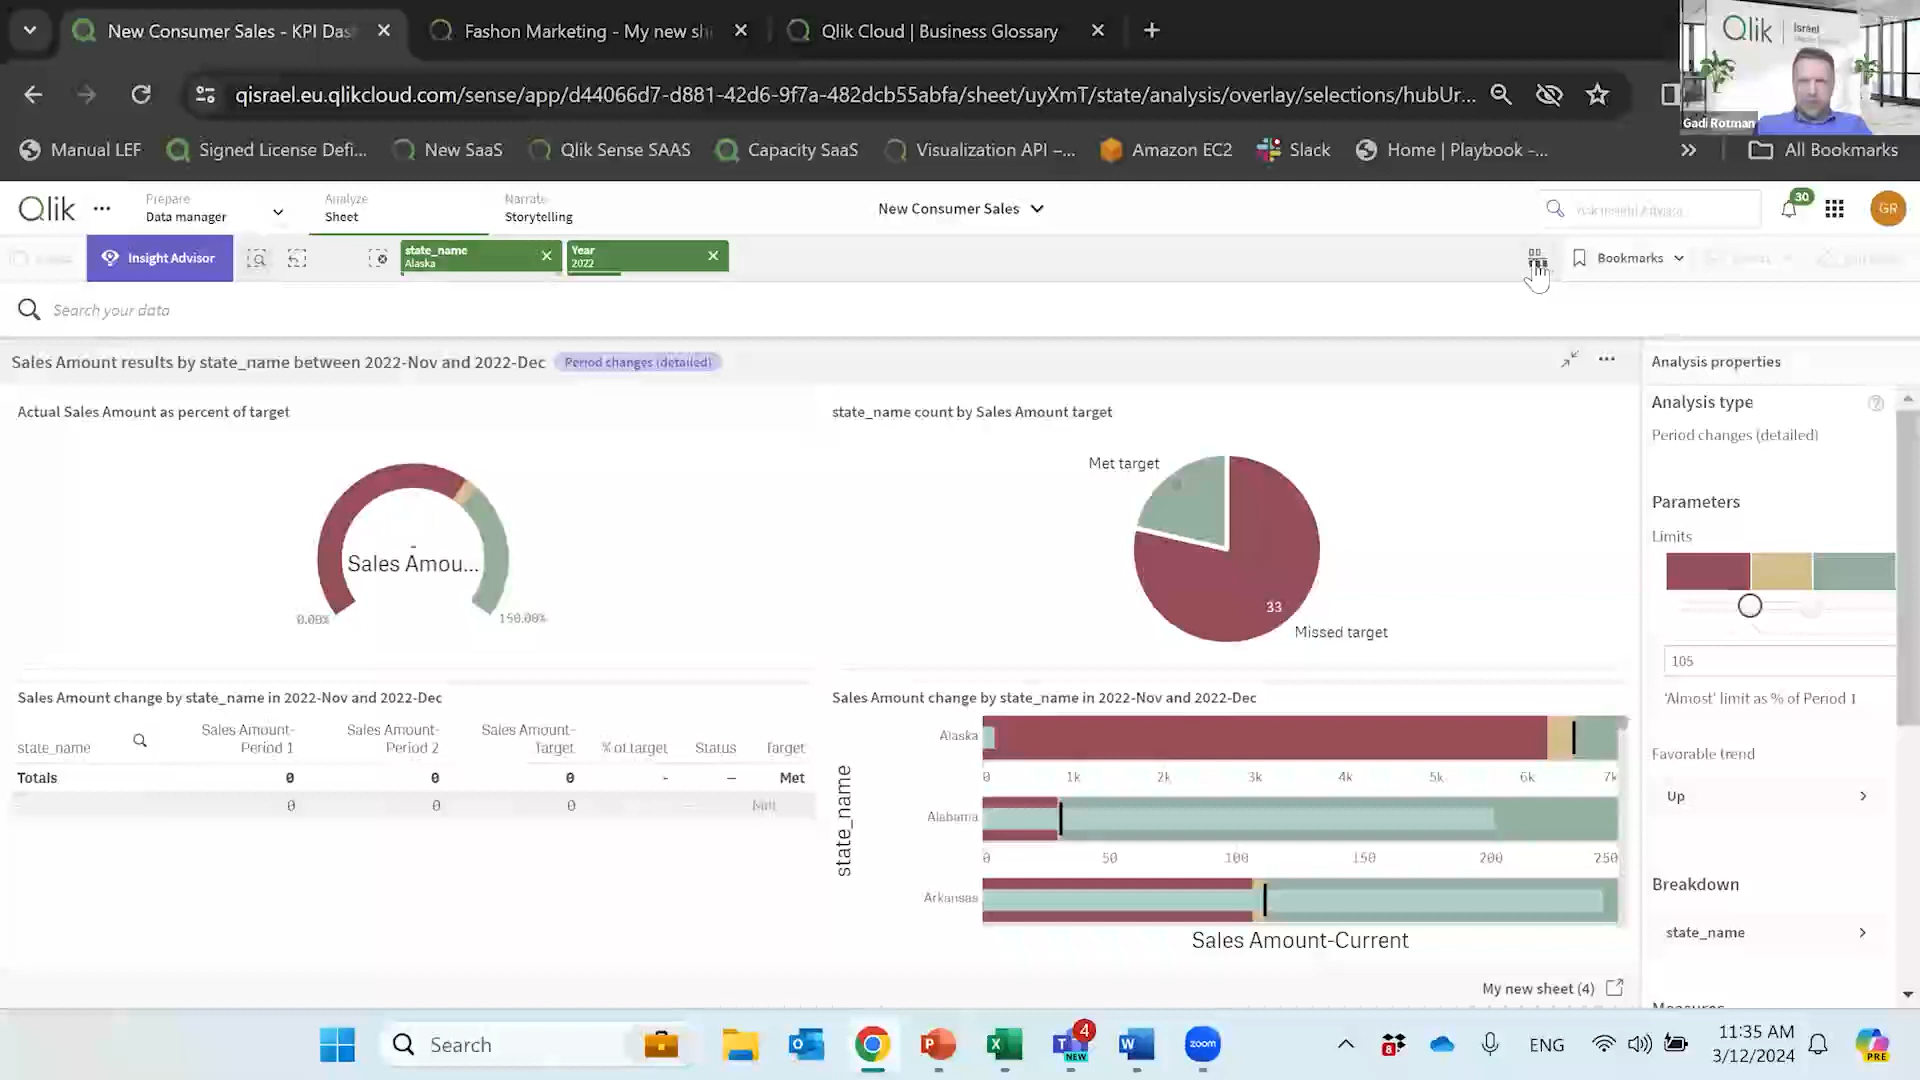 New Consumer Sales - KPI Das
Fashon Marketing - My new sh
Qlik Cloud | Business Glossary
qisrael.eu.qlikcloud.com/sense/app/d44066d7-d881-42d6-9f7a-482dcb55abfa/sheet/uyXmT/state/analysis/overlay/selections/hubUr...
Qlik | Israel
Gadi Rotman
Manual LEF
Signed License Defi...
New SaaS
Qlik Sense SAAS
Capacity SaaS
Visualization API –...
Amazon EC2
Slack
Home | Playbook –...
All Bookmarks
Qlik
Prepare
Data manager
Analyze
Sheet
Narrate
Storytelling
New Consumer Sales
Ask Insight Advisor
30
GR
Insight Advisor
state_name
Alaska
Year
2022
Bookmarks
Search your data
Sales Amount results by state_name between 2022-Nov and 2022-Dec
Period changes (detailed)
Analysis properties
Actual Sales Amount as percent of target
-
Sales Amou...
0.00%
150.00%
state_name count by Sales Amount target
Met target
33
Missed target
Analysis type
Period changes (detailed)
Parameters
Limits
105
'Almost' limit as % of Period 1
Favorable trend
Up
Breakdown
state_name
Sales Amount change by state_name in 2022-Nov and 2022-Dec
state_name
Sales Amount-
Period 1
Sales Amount-
Period 2
Sales Amount-
Target
% of target
Status
Target
Totals 0 0 0 - – Met
0 0 0
Sales Amount change by state_name in 2022-Nov and 2022-Dec
state_name
Alaska
0 1k 2k 3k 4k 5k 6k 7k
Alabama
0 50 100 150 200 250
Arkansas
Sales Amount-Current
My new sheet (4)
Search
4
NEW
zoom
8
ENG
11:35 AM
3/12/2024
PRE